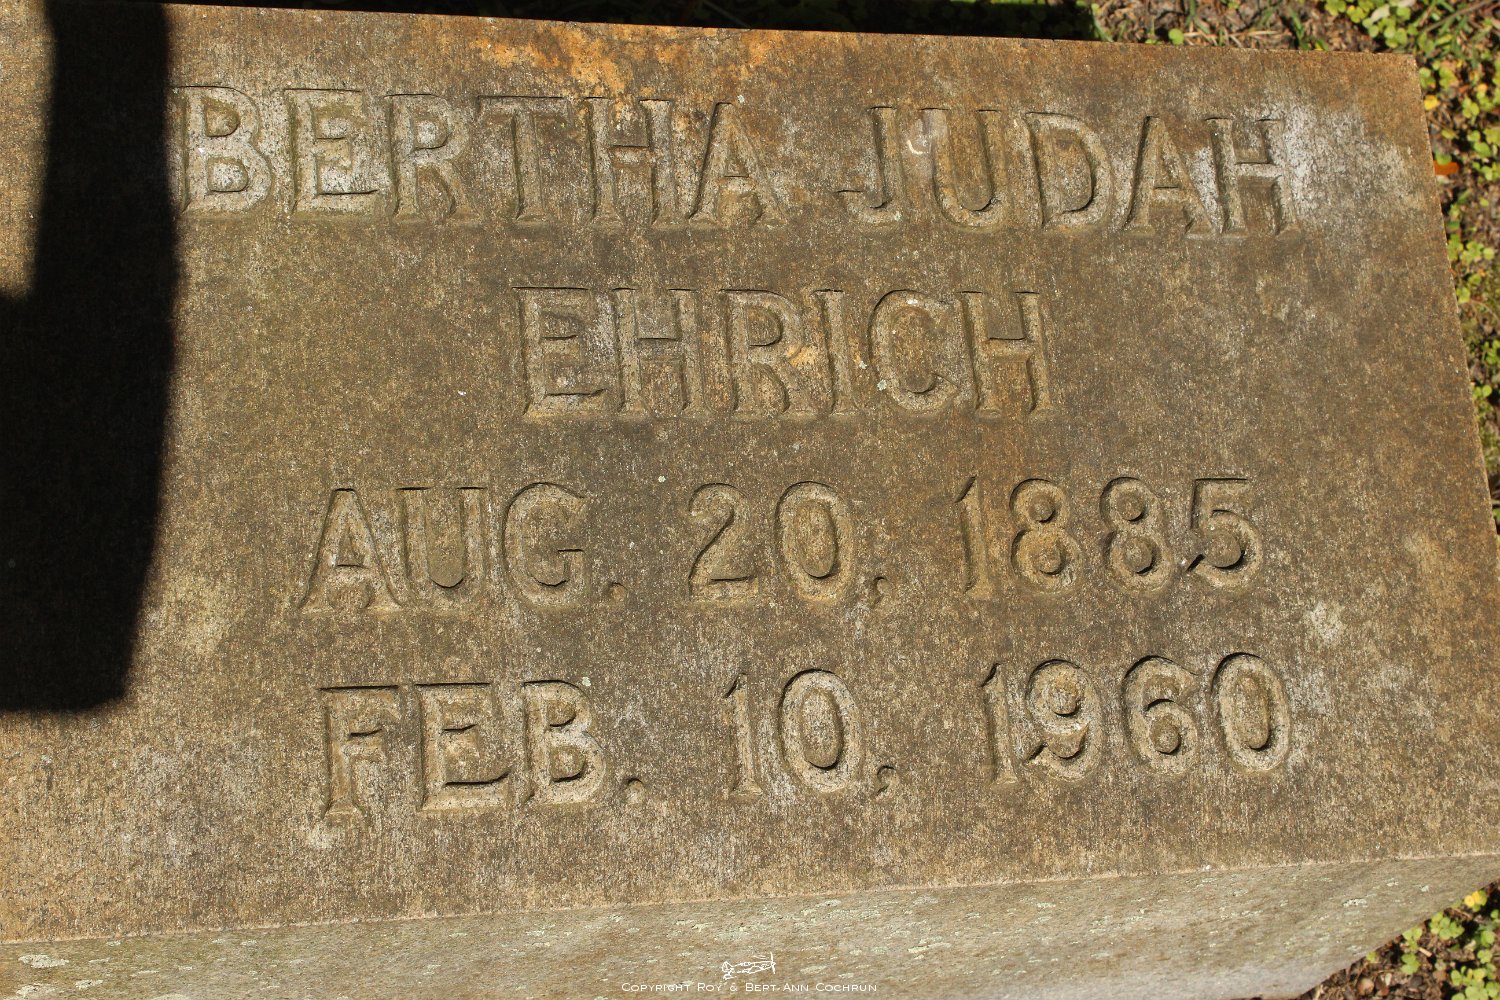 BERTHA JUDAH
EHRICH
AUG. 20, 1885
FEB. 10, 1960
COPYRIGHT ROY & BERT ANN COCHRUN